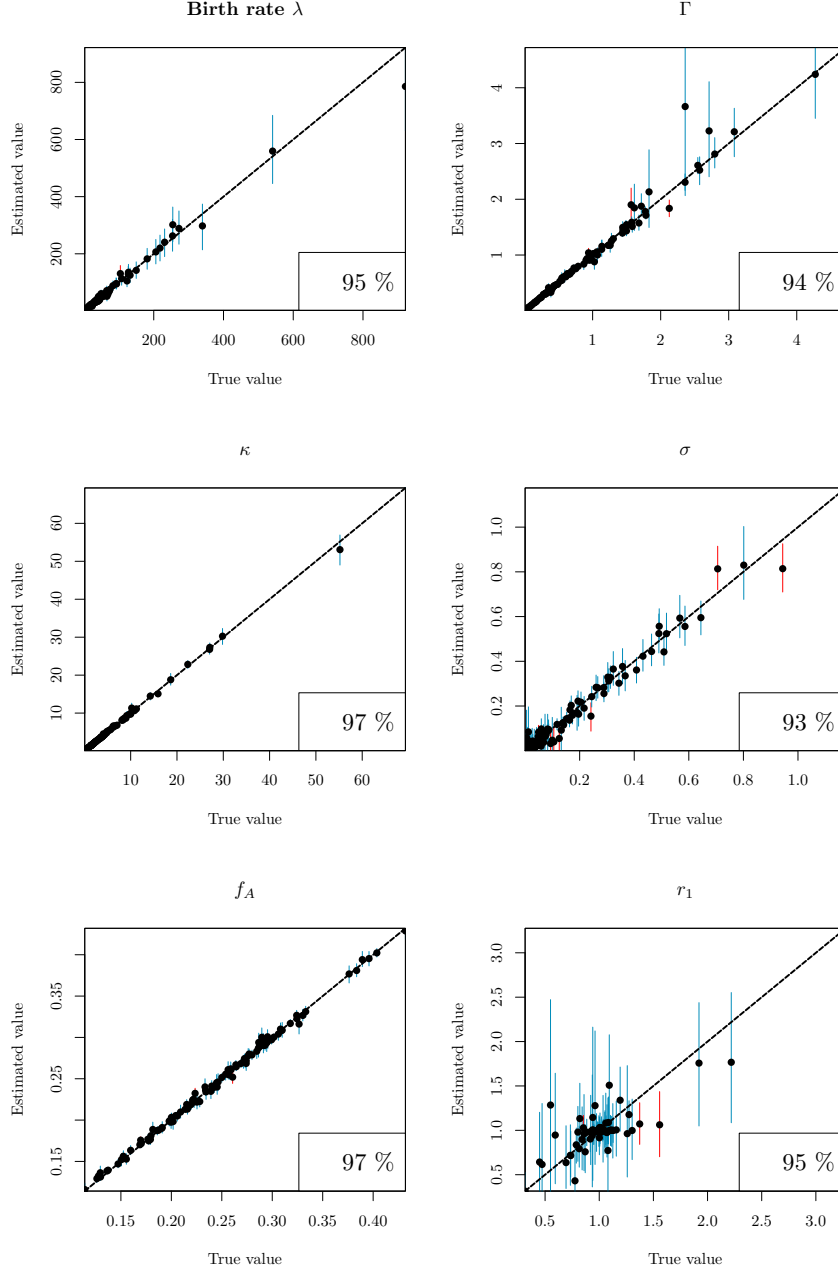 Birth rate λ
Estimated value
800
600
400
200
95 %
200 400 600 800
True value
Γ
Estimated value
4
3
2
1
94 %
1 2 3 4
True value
κ
Estimated value
60
50
40
30
20
10
97 %
10 20 30 40 50 60
True value
σ
Estimated value
1.0
0.8
0.6
0.4
0.2
93 %
0.2 0.4 0.6 0.8 1.0
True value
f_A
Estimated value
0.35
0.25
0.15
97 %
0.15 0.20 0.25 0.30 0.35 0.40
True value
r_1
Estimated value
3.0
2.5
2.0
1.5
1.0
0.5
95 %
0.5 1.0 1.5 2.0 2.5 3.0
True value